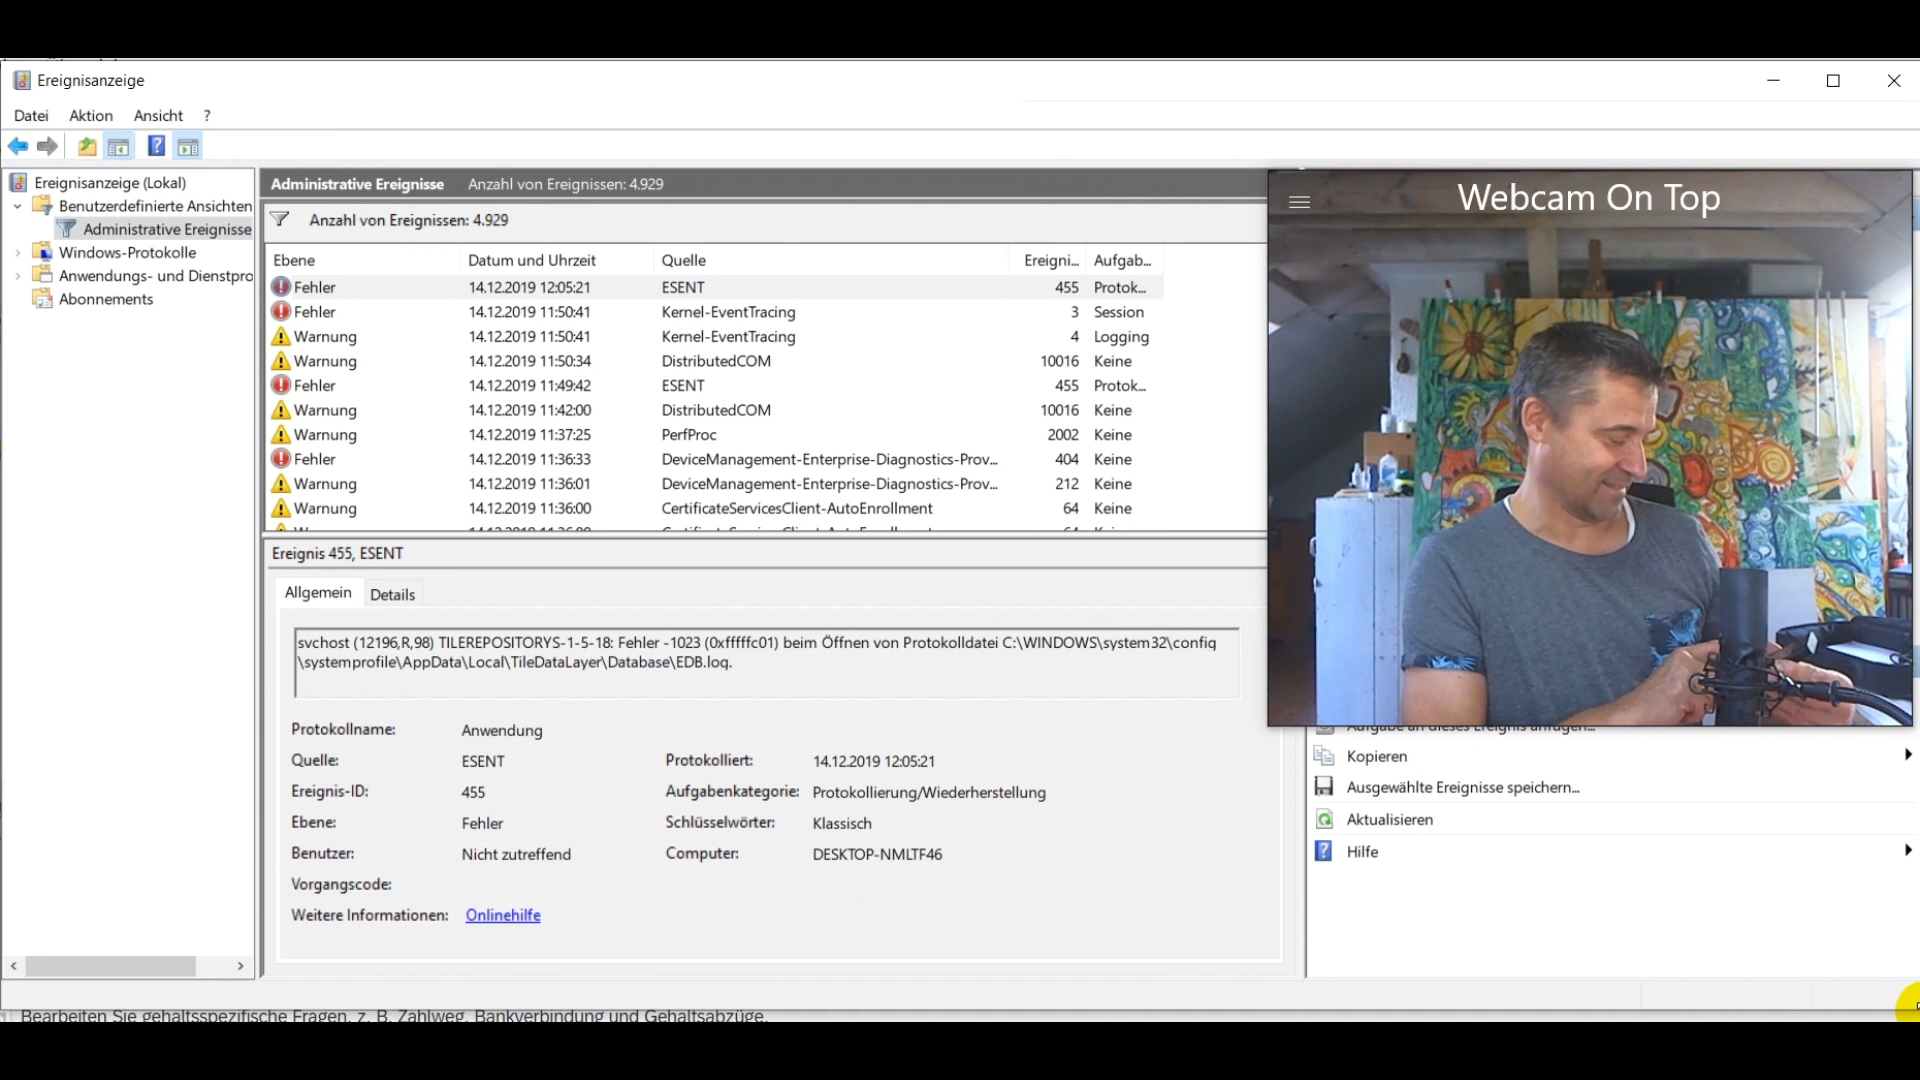 Ereignisanzeige
Datei Aktion Ansicht ?
Ereignisanzeige (Lokal)
Benutzerdefinierte Ansichten
Administrative Ereignisse
Windows-Protokolle
Anwendungs- und Dienstpro
Abonnements
Administrative Ereignisse Anzahl von Ereignissen: 4.929
Anzahl von Ereignissen: 4.929
Ebene Datum und Uhrzeit Quelle Ereigni... Aufgab...
Fehler 14.12.2019 12:05:21 ESENT 455 Protok...
Fehler 14.12.2019 11:50:41 Kernel-EventTracing 3 Session
Warnung 14.12.2019 11:50:41 Kernel-EventTracing 4 Logging
Warnung 14.12.2019 11:50:34 DistributedCOM 10016 Keine
Fehler 14.12.2019 11:49:42 ESENT 455 Protok...
Warnung 14.12.2019 11:42:00 DistributedCOM 10016 Keine
Warnung 14.12.2019 11:37:25 PerfProc 2002 Keine
Fehler 14.12.2019 11:36:33 DeviceManagement-Enterprise-Diagnostics-Prov... 404 Keine
Warnung 14.12.2019 11:36:01 DeviceManagement-Enterprise-Diagnostics-Prov... 212 Keine
Warnung 14.12.2019 11:36:00 CertificateServicesClient-AutoEnrollment 64 Keine
Ereignis 455, ESENT
Allgemein Details
svchost (12196,R,98) TILEREPOSITORYS-1-5-18: Fehler -1023 (0xfffffc01) beim Öffnen von Protokolldatei C:\WINDOWS\system32\config
\systemprofile\AppData\Local\TileDataLayer\Database\EDB.log.
Protokollname: Anwendung
Quelle: ESENT Protokolliert: 14.12.2019 12:05:21
Ereignis-ID: 455 Aufgabenkategorie: Protokollierung/Wiederherstellung
Ebene: Fehler Schlüsselwörter: Klassisch
Benutzer: Nicht zutreffend Computer: DESKTOP-NMLTF46
Vorgangscode:
Weitere Informationen: Onlinehilfe
Webcam On Top
Aufgabe an dieses Ereignis anfügen...
Kopieren
Ausgewählte Ereignisse speichern...
Aktualisieren
Hilfe
Bearbeiten Sie gehaltsspezifische Fragen, z. B. Zahlweg, Bankverbindung und Gehaltsabzüge.